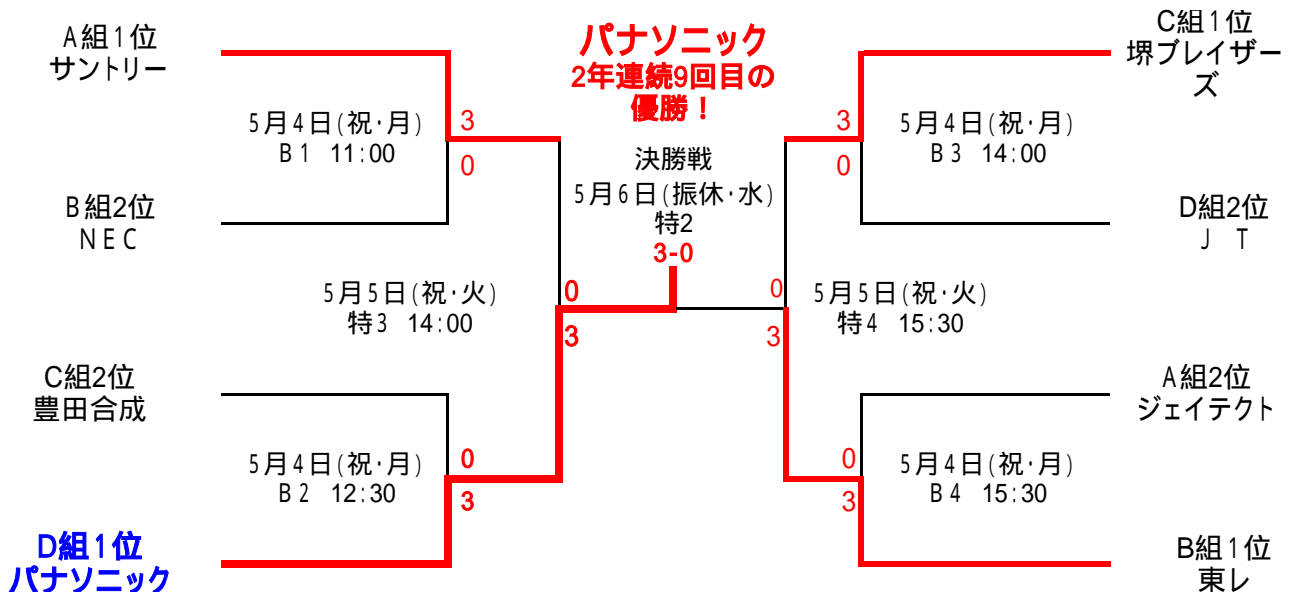 A組1位
サントリー
5月4日(祝・月)
B1 11:00
3
0
B組2位
NEC
5月5日(祝・火)
特3 14:00
0
3
C組2位
豊田合成
5月4日(祝・月)
B2 12:30
0
3
D組1位
パナソニック
パナソニック
2年連続9回目の
優勝！
決勝戦
5月6日(振休・水)
特2
3-0
C組1位
堺ブレイザー
ズ
3
0
5月4日(祝・月)
B3 14:00
D組2位
J T
0
3
5月5日(祝・火)
特4 15:30
A組2位
ジェイテクト
0
3
5月4日(祝・月)
B4 15:30
B組1位
東レ